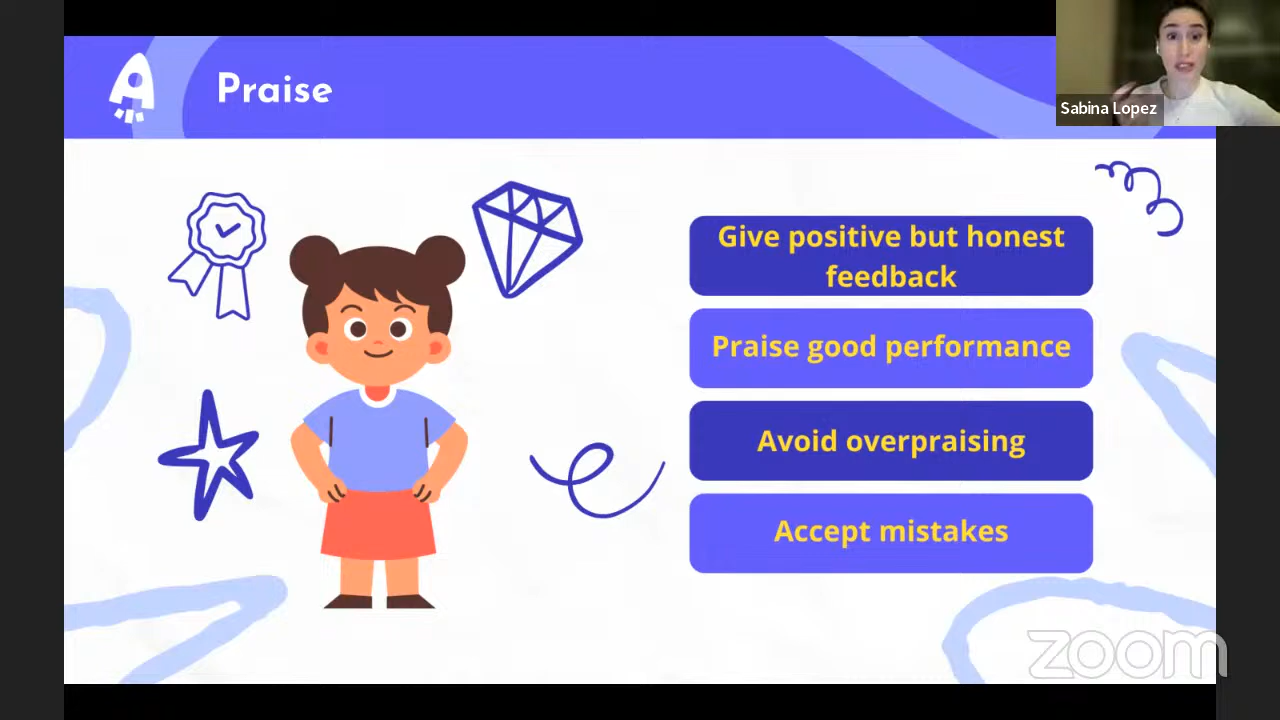 Praise
Sabina Lopez
Give positive but honest
feedback
Praise good performance
Avoid overpraising
Accept mistakes
zoom